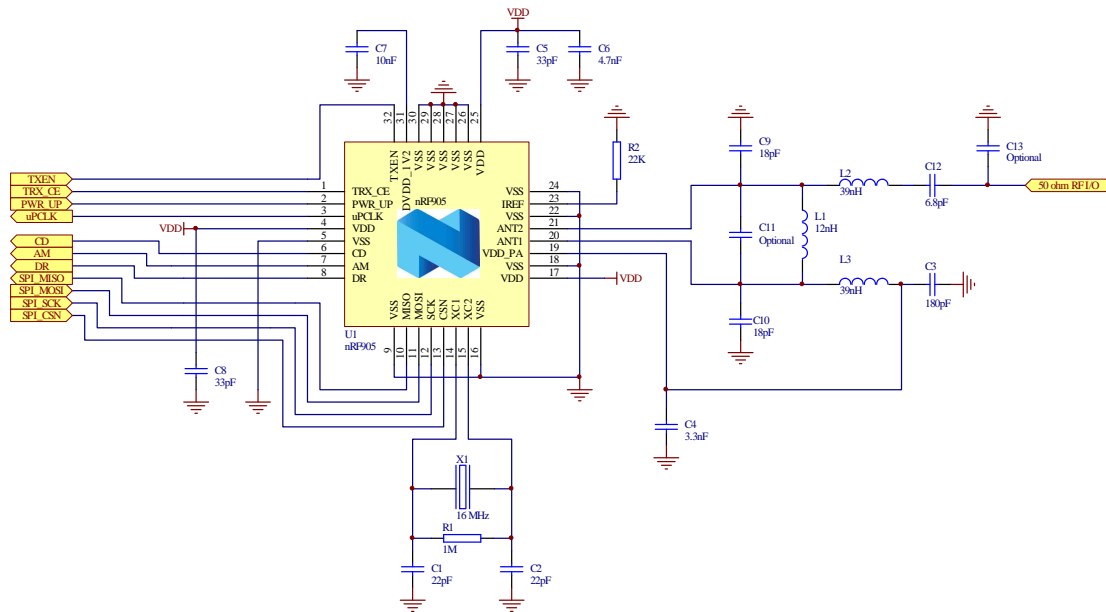 VDD
C7
10nF
C5
33pF
C6
4.7nF
32
31
30
29
28
27
26
25
TXEN
DVDD_1V2
VSS
VSS
VSS
VSS
VSS
VDD
R2
22K
C9
18pF
C13
Optional
L2
39nH
C12
6.8pF
50 ohm RF I/O
TXEN
TRX_CE
PWR_UP
uPCLK
CD
AM
DR
SPI_MISO
SPI_MOSI
SPI_SCK
SPI_CSN
VDD
1
2
3
4
5
6
7
8
TRX_CE
PWR_UP
uPCLK
VDD
VSS
CD
AM
DR
nRF905
VSS
IREF
VSS
ANT2
ANT1
VDD_PA
VSS
VDD
24
23
22
21
20
19
18
17
VDD
C11
Optional
L1
12nH
L3
39nH
C3
180pF
C10
18pF
VSS
MISO
MOSI
SCK
CSN
XC1
XC2
VSS
U1
nRF905
9
10
11
12
13
14
15
16
C8
33pF
C4
3.3nF
X1
16 MHz
R1
1M
C1
22pF
C2
22pF